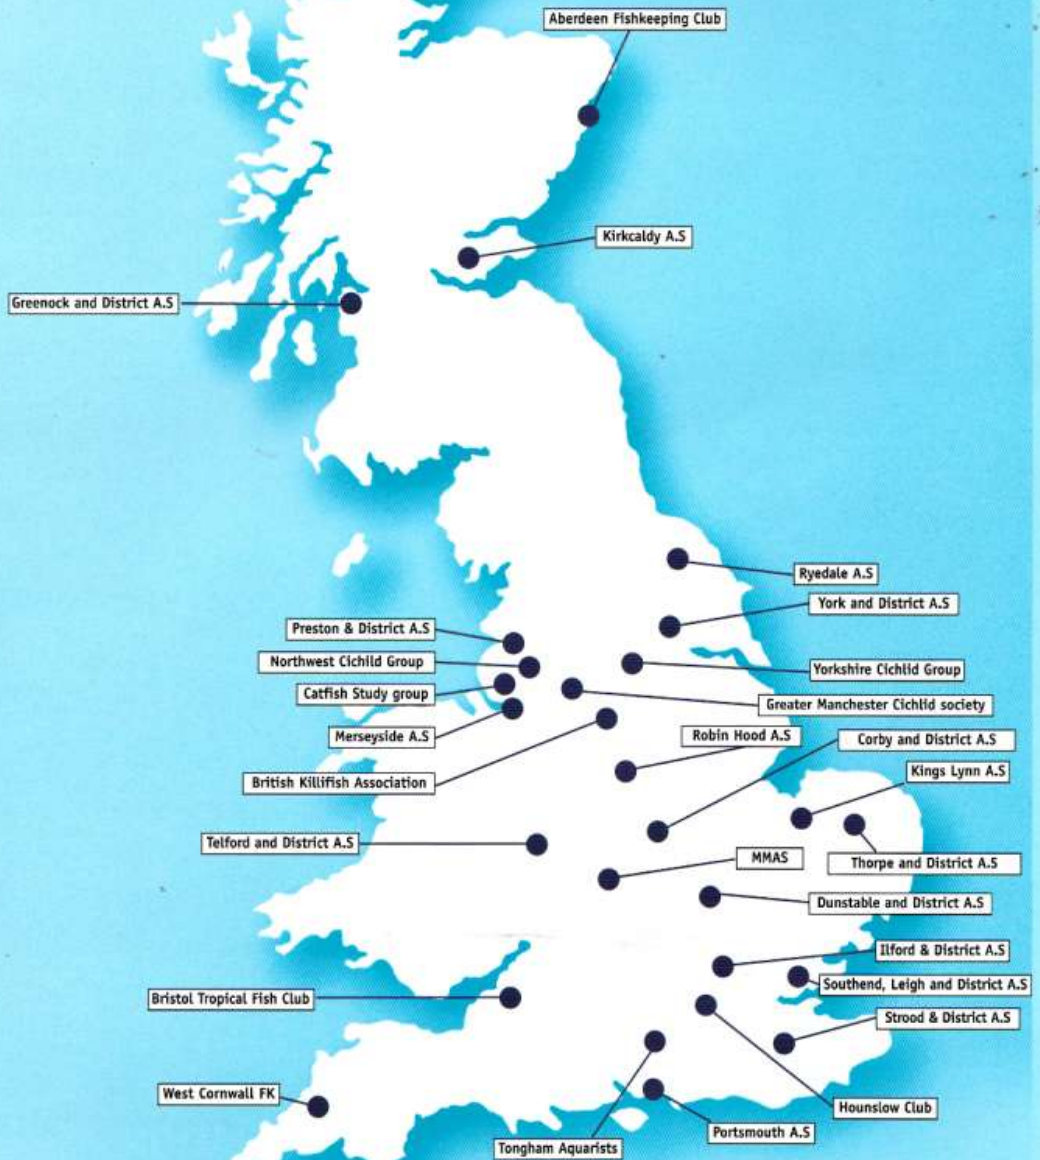 Aberdeen Fishkeeping Club
Kirkcaldy A.S
Greenock and District A.S
Ryedale A.S
York and District A.S
Preston & District A.S
Northwest Cichild Group
Yorkshire Cichlid Group
Catfish Study group
Greater Manchester Cichlid society
Merseyside A.S
Robin Hood A.S
Corby and District A.S
Kings Lynn A.S
British Killifish Association
Telford and District A.S
MMAS
Thorpe and District A.S
Dunstable and District A.S
Ilford & District A.S
Southend, Leigh and District A.S
Bristol Tropical Fish Club
Strood & District A.S
West Cornwall FK
Hounslow Club
Portsmouth A.S
Tongham Aquarists